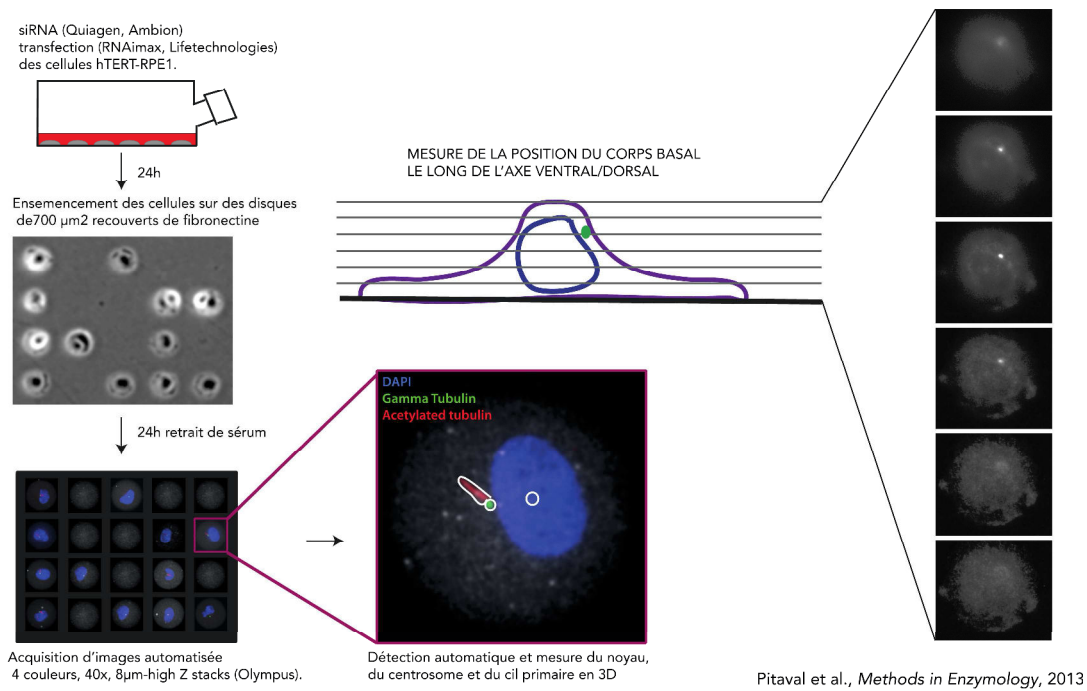 siRNA (Quiagen, Ambion)
transfection (RNAimax, Lifetechnologies)
des cellules hTERT-RPE1.
24h
Ensemencement des cellules sur des disques
de700 µm2 recouverts de fibronectine
24h retrait de sérum
Acquisition d'images automatisée
4 couleurs, 40x, 8µm-high Z stacks (Olympus).
MESURE DE LA POSITION DU CORPS BASAL
LE LONG DE L'AXE VENTRAL/DORSAL
DAPI
Gamma Tubulin
Acetylated tubulin
Détection automatique et mesure du noyau,
du centrosome et du cil primaire en 3D
Pitaval et al., Methods in Enzymology, 2013